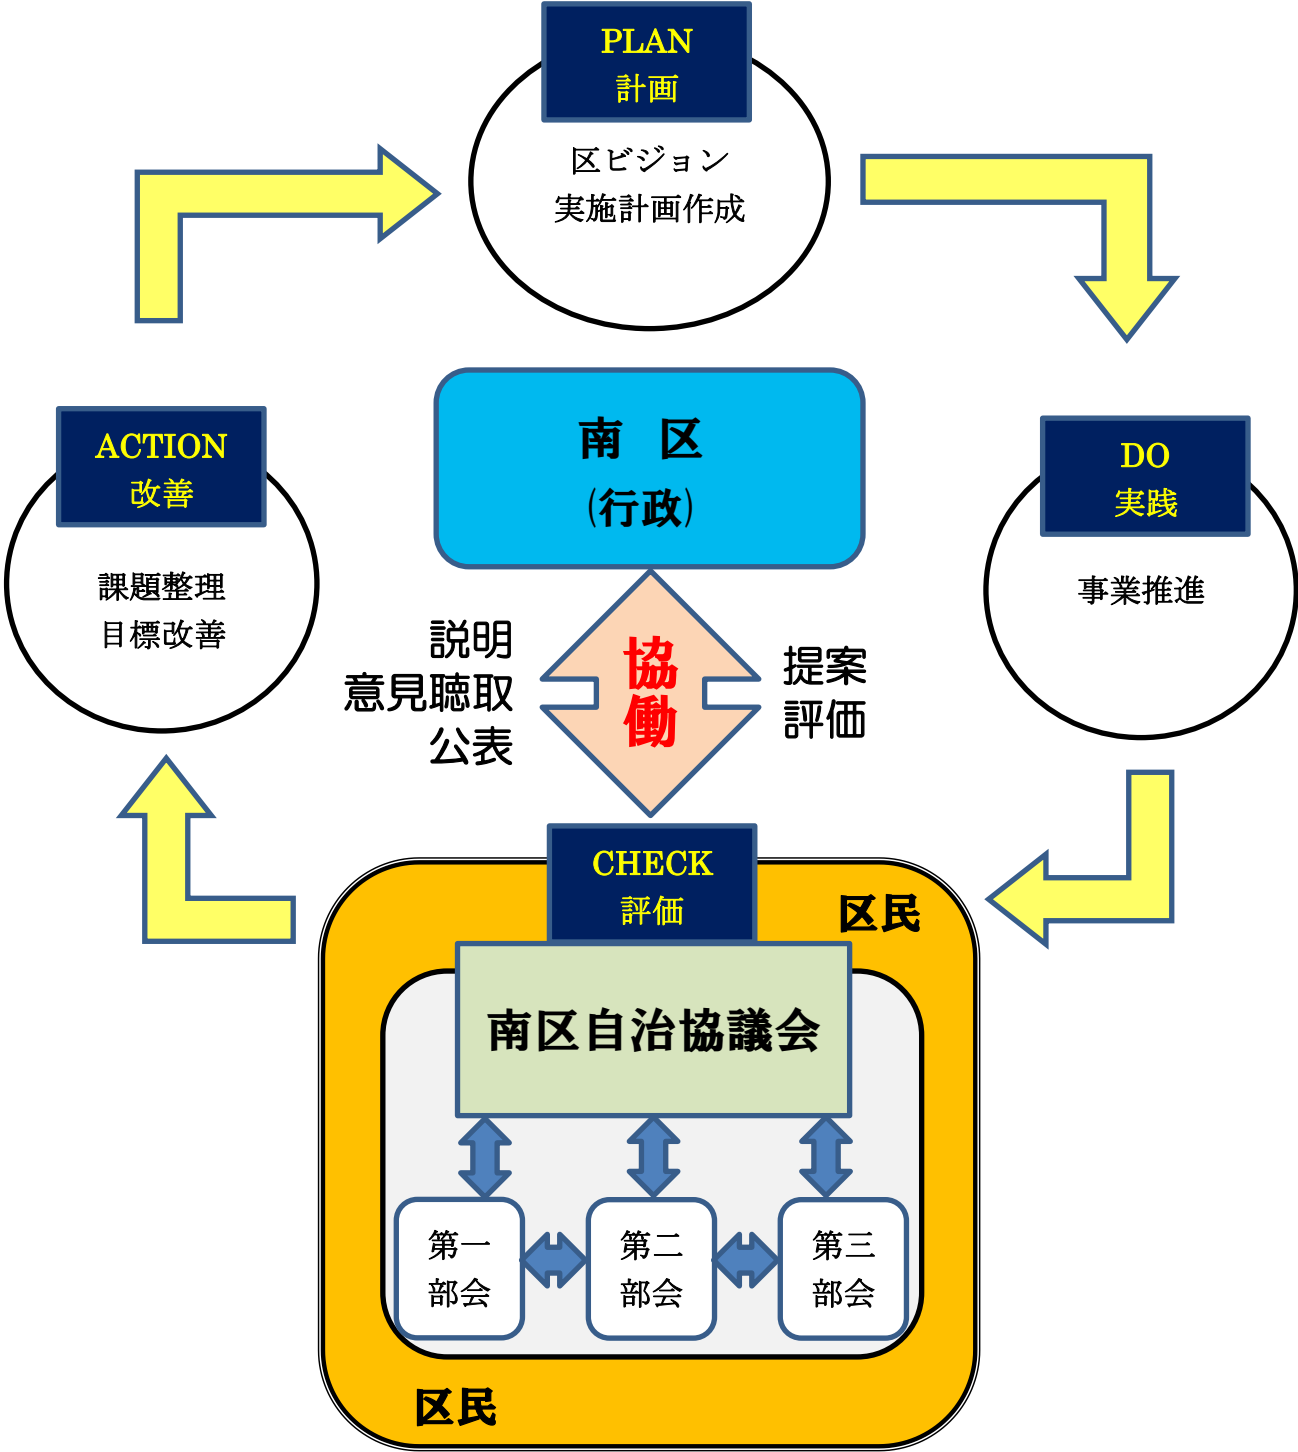 PLAN
計画
区ビジョン
実施計画作成
ACTION
改善
課題整理
目標改善
南 区
(行政)
DO
実践
事業推進
説明
意見聴取
公表
協
働
提案
評価
CHECK
評価
区民
南区自治協議会
第一
部会
第二
部会
第三
部会
区民